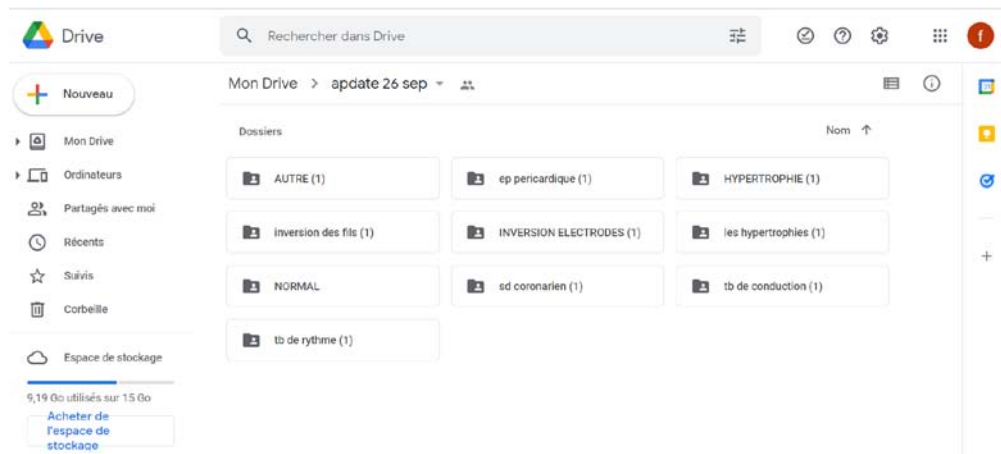 Drive
Rechercher dans Drive
f
Nouveau
Mon Drive > apdate 26 sep
Mon Drive
Ordinateurs
Partagés avec moi
Récents
Suivis
Corbeille
Espace de stockage
9,19 Go utilisés sur 15 Go
Acheter de
l'espace de
stockage
Dossiers Nom
AUTRE (1) ep pericardique (1) HYPERTROPHIE (1)
inversion des fils (1) INVERSION ELECTRODES (1) les hypertrophies (1)
NORMAL sd coronarien (1) tb de conduction (1)
tb de rythme (1)